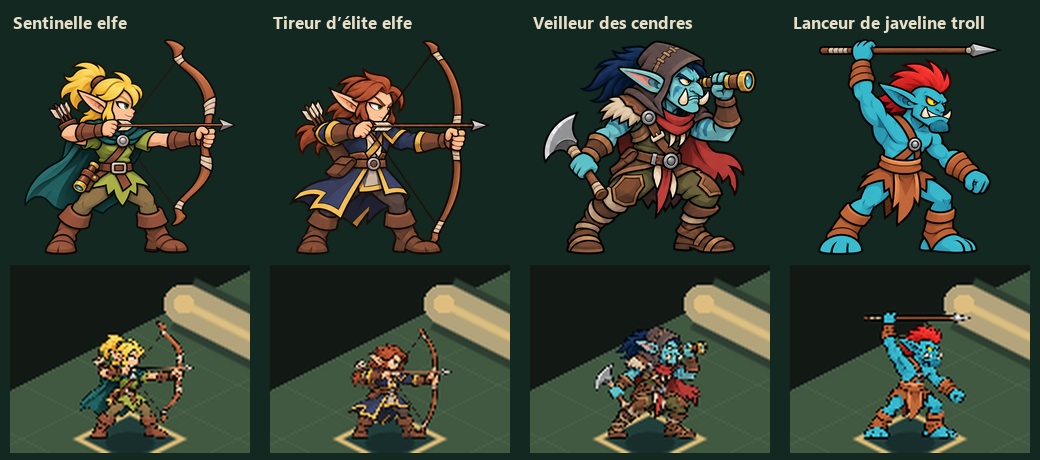 Sentinelle elfe
Tireur d’élite elfe
Veilleur des cendres
Lanceur de javeline troll